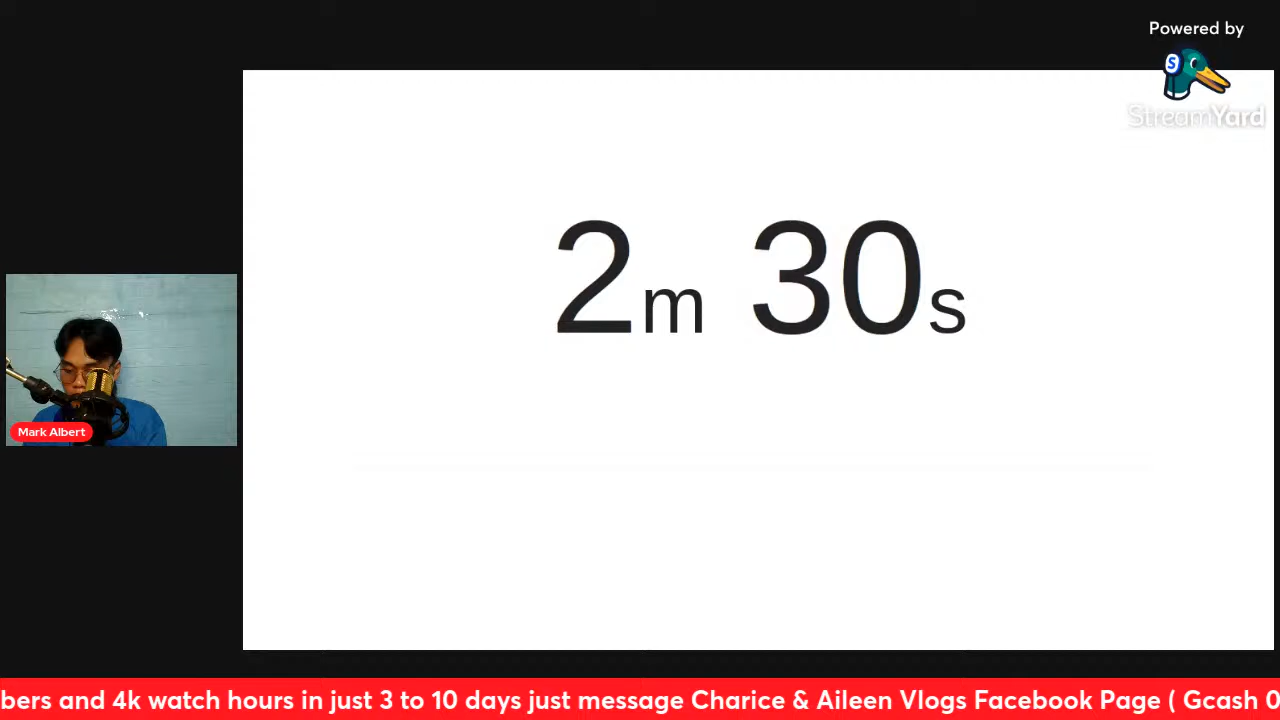 Powered by
StreamYard
2m 30s
Mark Albert
bers and 4k watch hours in just 3 to 10 days just message Charice & Aileen Vlogs Facebook Page ( Gcash 0